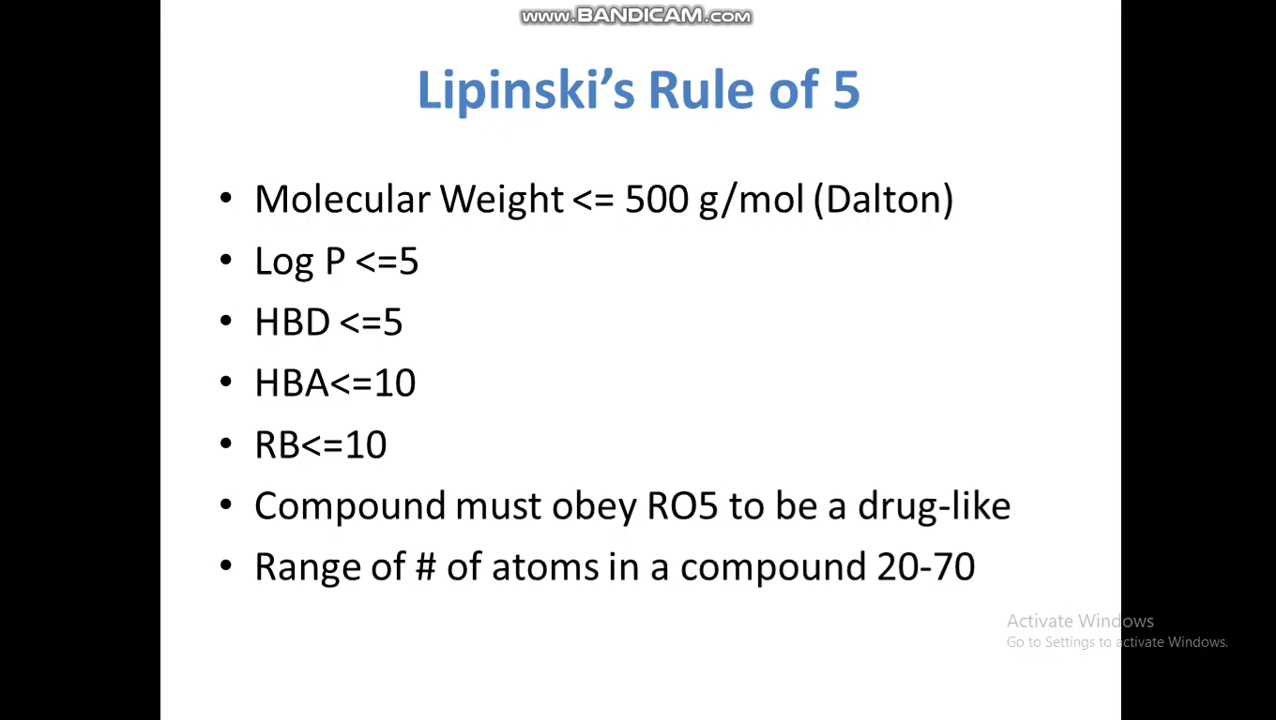 www.BANDICAM.com
Lipinski’s Rule of 5
• Molecular Weight <= 500 g/mol (Dalton)
• Log P <=5
• HBD <=5
• HBA<=10
• RB<=10
• Compound must obey RO5 to be a drug-like
• Range of # of atoms in a compound 20-70
Activate Windows
Go to Settings to activate Windows.